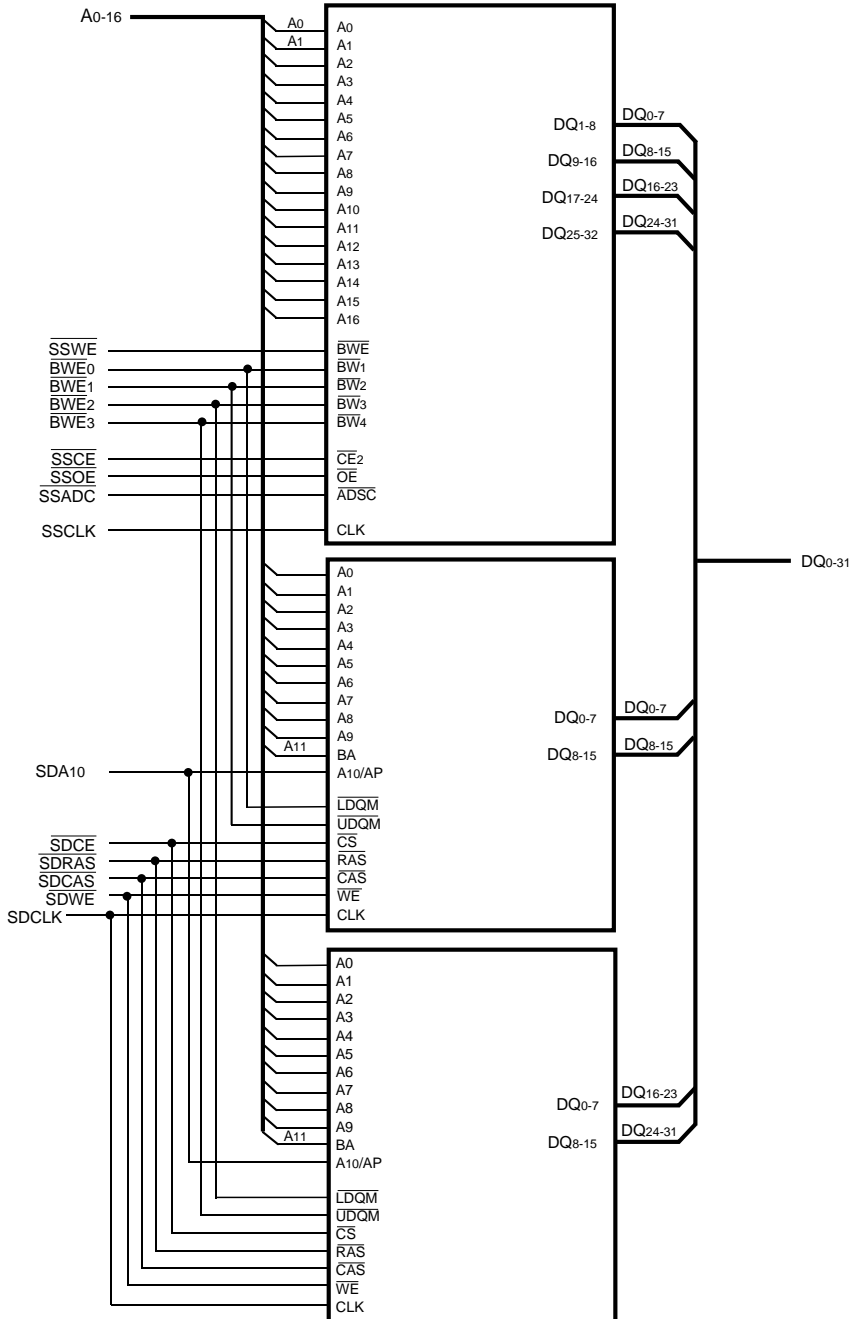 A0-16
A0 A0
A1 A1
A2
A3
A4
A5
A6
A7
A8
A9
A10
A11
A12
A13
A14
A15
A16
DQ1-8 DQ0-7
DQ9-16 DQ8-15
DQ17-24 DQ16-23
DQ25-32 DQ24-31
SSWE BWE
BWE0 BW1
BWE1 BW2
BWE2 BW3
BWE3 BW4
SSCE CE2
SSOE OE
SSADC ADSC
SSCLK CLK
DQ0-31
A0
A1
A2
A3
A4
A5
A6
A7
A8
A9
A11 BA
DQ0-7 DQ0-7
DQ8-15 DQ8-15
SDA10 A10/AP
LDQM
UDQM
SDCE CS
SDRAS RAS
SDCAS CAS
SDWE WE
SDCLK CLK
A0
A1
A2
A3
A4
A5
A6
A7
A8
A9
A11 BA
A10/AP
DQ0-7 DQ16-23
DQ8-15 DQ24-31
LDQM
UDQM
CS
RAS
CAS
WE
CLK